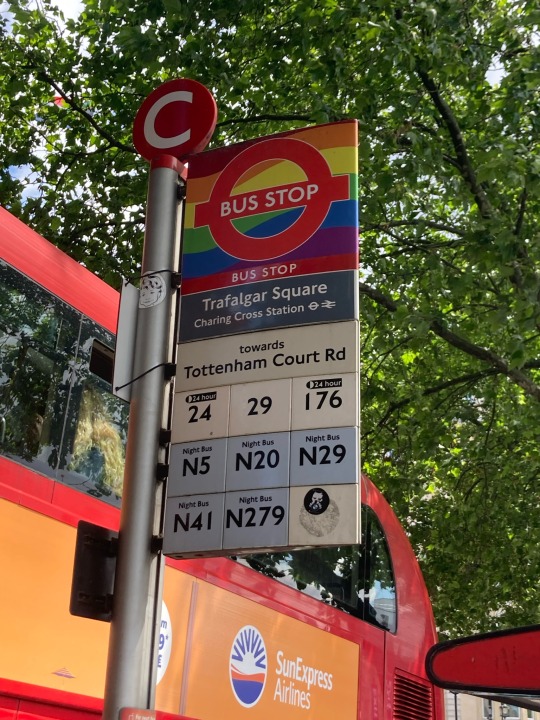 C
BUS STOP
BUS STOP
Trafalgar Square
Charing Cross Station
towards
Tottenham Court Rd
24 hour 24 hour
24 29 176
Night Bus Night Bus Night Bus
N5 N20 N29
Night Bus Night Bus
N41 N279
SunExpress
Airlines